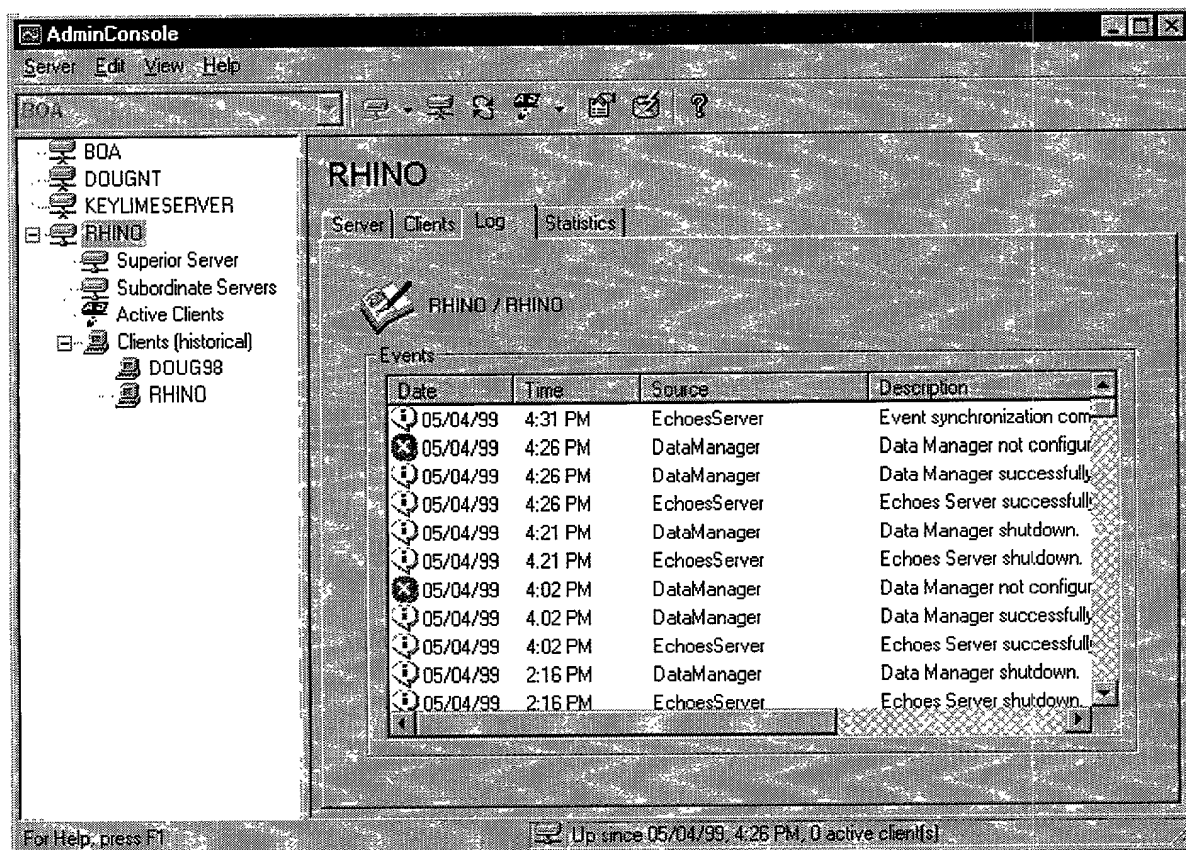 AdminConsole
Server Edit View Help
BOA
BOA
DOUGNT
KEYLIMESERVER
RHINO
Superior Server
Subordinate Servers
Active Clients
Clients (historical)
DOUG98
RHINO
RHINO
Server Clients Log Statistics
RHINO / RHINO
Events
Date Time Source Description
05/04/99 4:31 PM EchoesServer Event synchronization com
05/04/99 4:26 PM DataManager Data Manager not configur
05/04/99 4:26 PM DataManager Data Manager successfully
05/04/99 4:26 PM EchoesServer Echoes Server successfull
05/04/99 4:21 PM DataManager Data Manager shutdown.
05/04/99 4:21 PM EchoesServer Echoes Server shutdown.
05/04/99 4:02 PM DataManager Data Manager not configur
05/04/99 4:02 PM DataManager Data Manager successfully
05/04/99 4:02 PM EchoesServer Echoes Server successfull
05/04/99 2:16 PM DataManager Data Manager shutdown.
05/04/99 2:16 PM EchoesServer Echoes Server shutdown.
For Help, press F1
Up since 05/04/99, 4:26 PM, 0 active client(s)